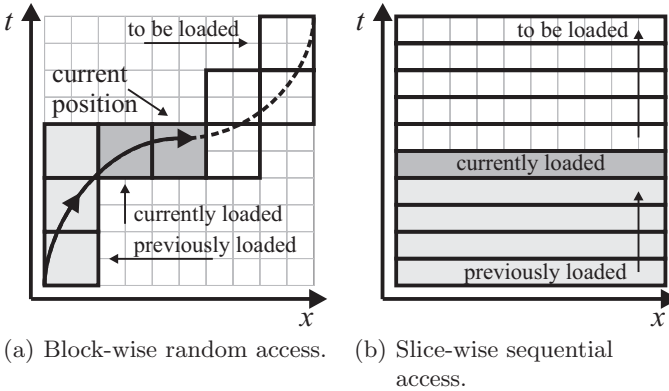 t
to be loaded
current
position
currently loaded
previously loaded
x
(a) Block-wise random access.
t
to be loaded
currently loaded
previously loaded
x
(b) Slice-wise sequential
access.